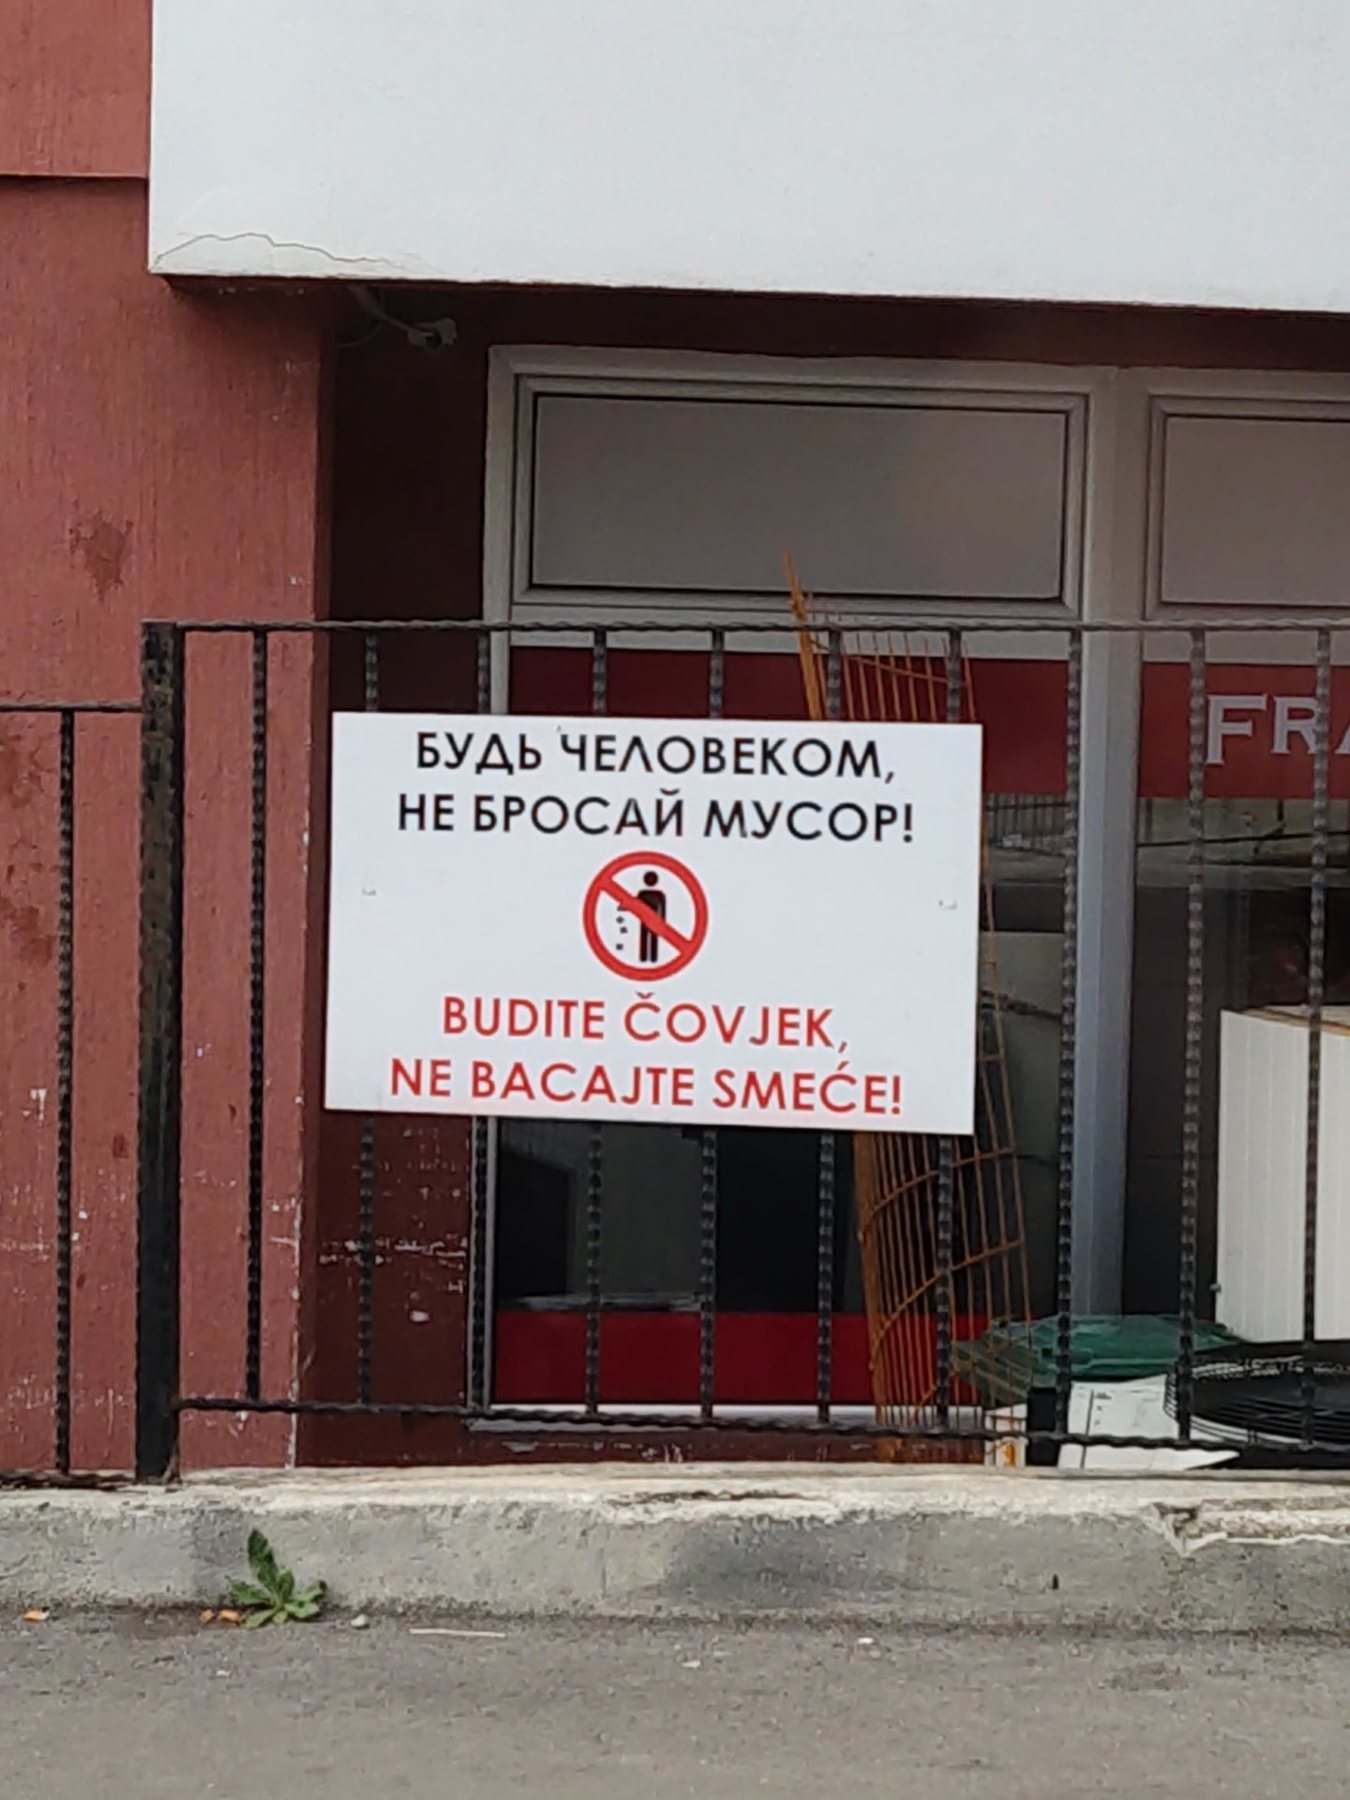 БУДЬ ЧЕЛОВЕКОМ,
НЕ БРОСАЙ МУСОР!
BUDITE ČOVJEK,
NE BACAJTE SMEĆE!